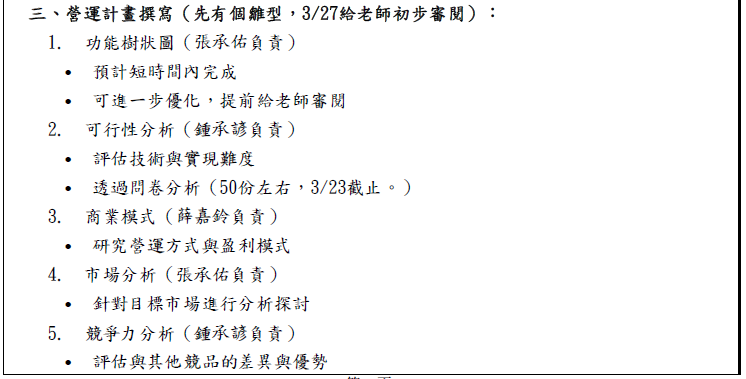 三、營運計畫撰寫（先有個雛型，3/27給老師初步審閱）：
1. 功能樹狀圖（張承佑負責）
• 預計短時間內完成
• 可進一步優化，提前給老師審閱
2. 可行性分析（鍾承諺負責）
• 評估技術與實現難度
• 透過問卷分析（50份左右，3/23截止。）
3. 商業模式（薛嘉鈴負責）
• 研究營運方式與盈利模式
4. 市場分析（張承佑負責）
• 針對目標市場進行分析探討
5. 競爭力分析（鍾承諺負責）
• 評估與其他競品的差異與優勢